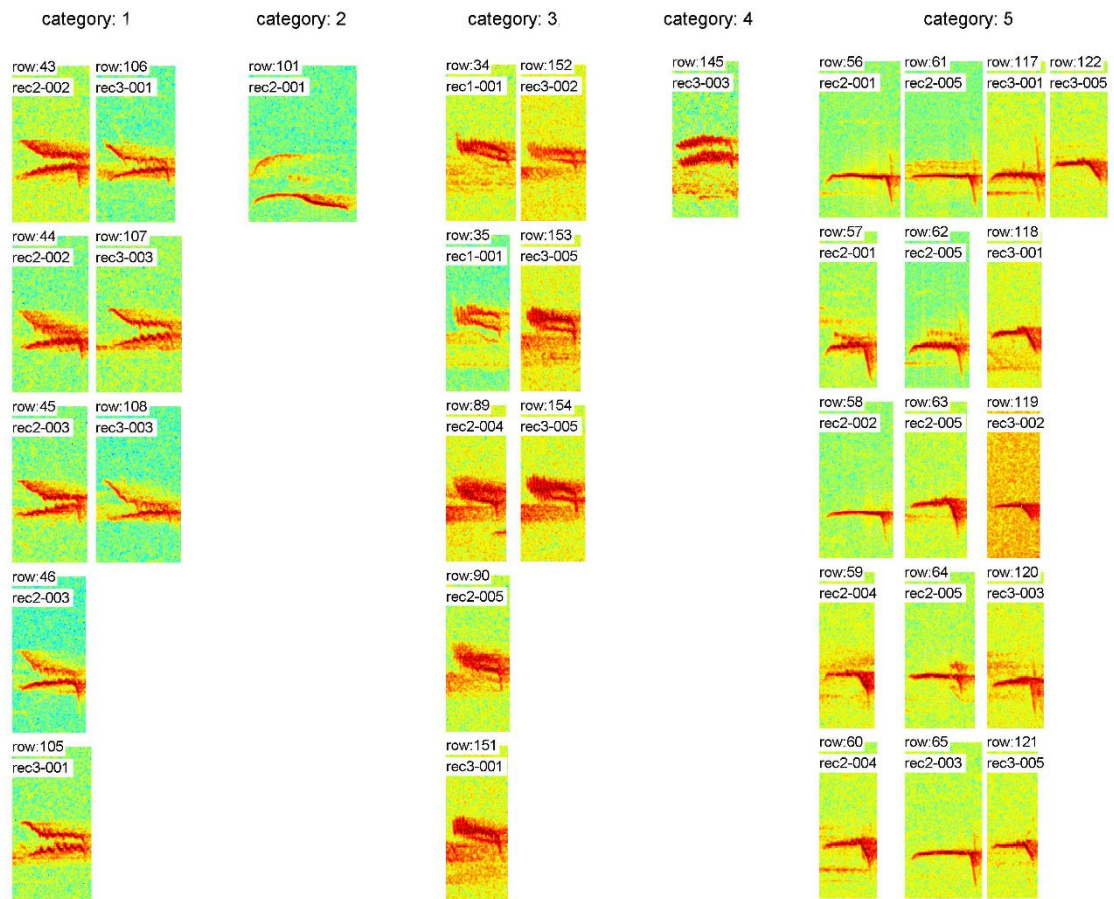 category: 1
category: 2
category: 3
category: 4
category: 5
row:43
rec2-002
row:106
rec3-001
row:101
rec2-001
row:34
rec1-001
row:152
rec3-002
row:145
rec3-003
row:56
rec2-001
row:61
rec2-005
row:117
rec3-001
row:122
rec3-005
row:44
rec2-002
row:107
rec3-003
row:35
rec1-001
row:153
rec3-005
row:57
rec2-001
row:62
rec2-005
row:118
rec3-001
row:45
rec2-003
row:108
rec3-003
row:89
rec2-004
row:154
rec3-005
row:58
rec2-002
row:63
rec2-005
row:119
rec3-002
row:46
rec2-003
row:90
rec2-005
row:59
rec2-004
row:64
rec2-005
row:120
rec3-003
row:105
rec3-001
row:151
rec3-001
row:60
rec2-004
row:65
rec2-003
row:121
rec3-005